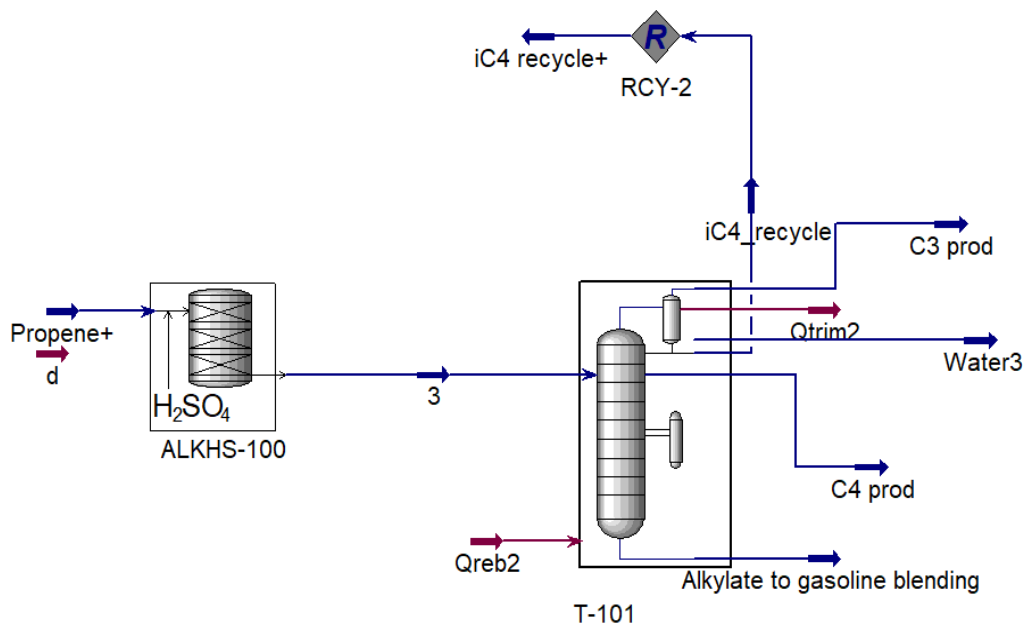 R
iC4 recycle+
RCY-2
iC4_recycle
C3 prod
Propene+
Qtrim2
d
Water3
3
H₂SO₄
ALKHS-100
C4 prod
Qreb2
Alkylate to gasoline blending
T-101